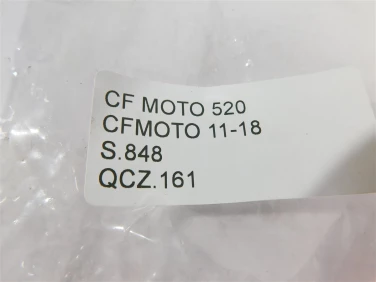 CF MOTO 520
CFMOTO 11-18
S.848
QCZ.161